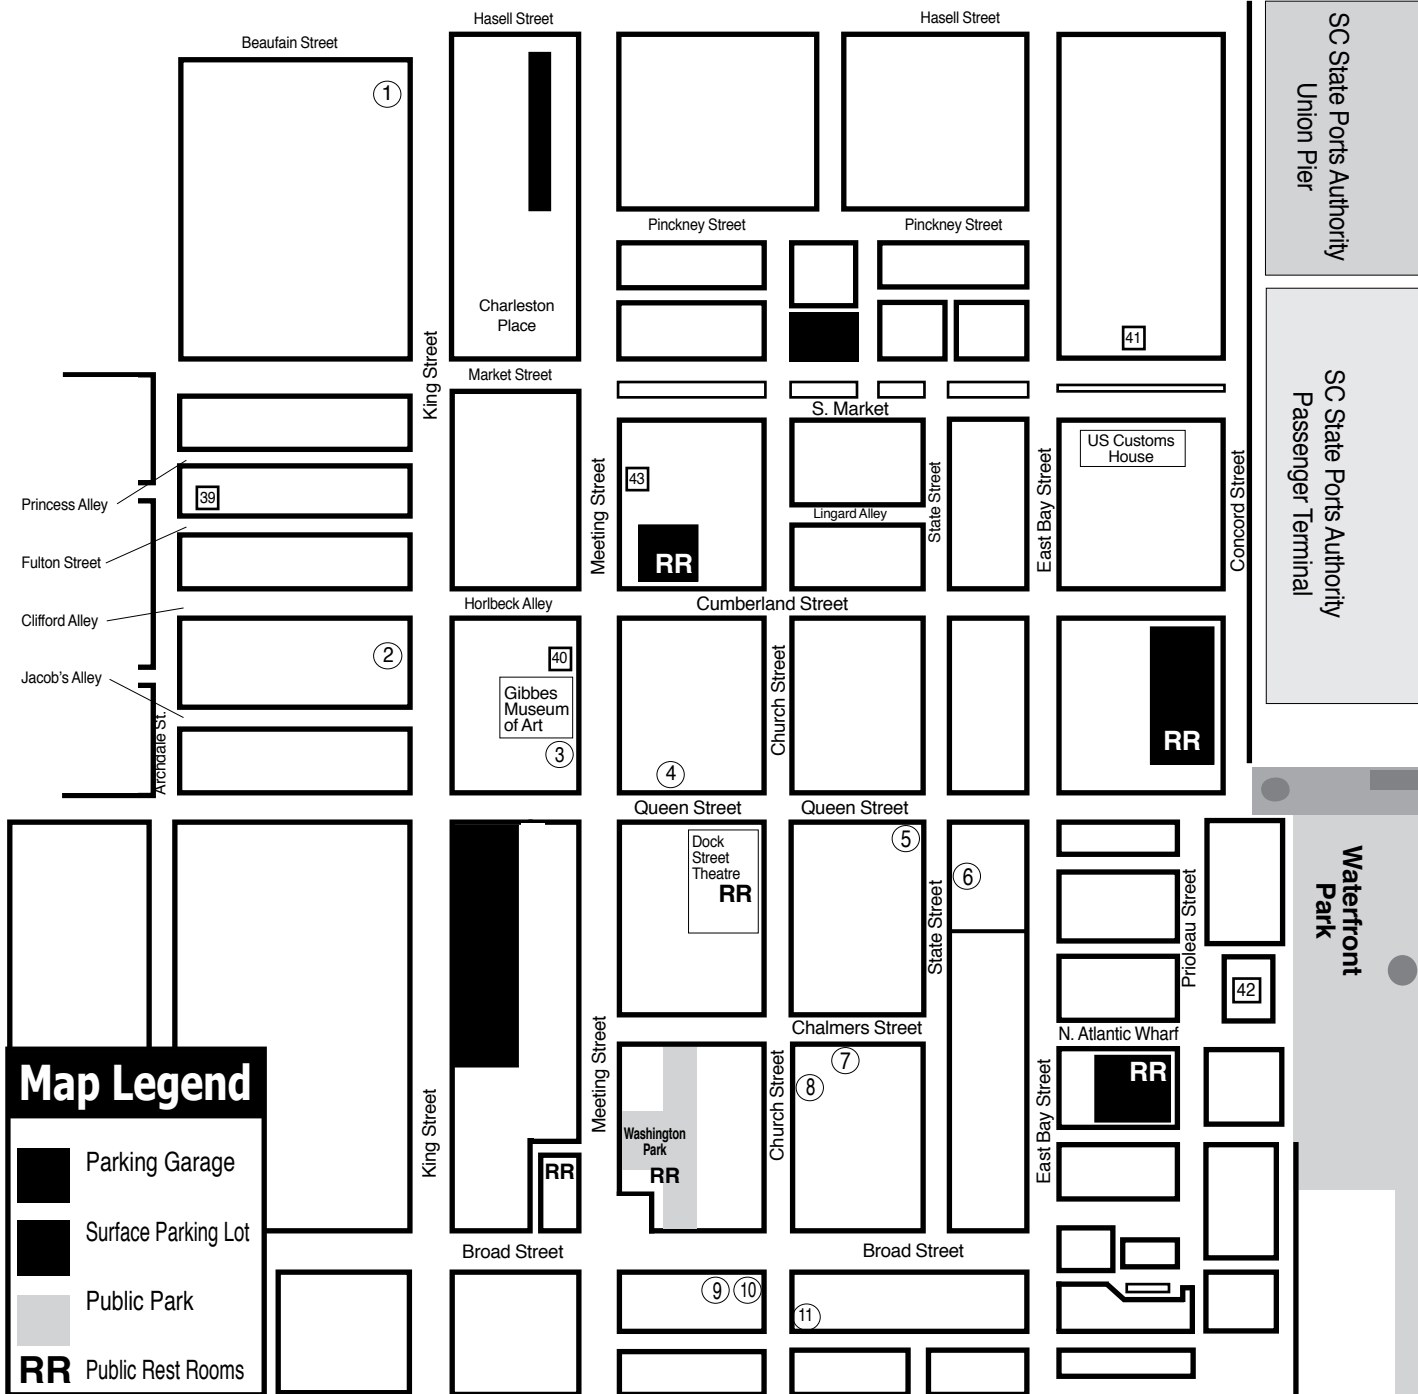 Hasell Street
Hasell Street
Beaufain Street
1
SC State Ports Authority
Union Pier
Pinckney Street
Pinckney Street
Charleston
Place
41
King Street
Market Street
S. Market
SC State Ports Authority
Passenger Terminal
US Customs
House
Princess Alley
39
43
Meeting Street
Lingard Alley
State Street
East Bay Street
Concord Street
Fulton Street
RR
Clifford Alley
Horlbeck Alley
Cumberland Street
2
40
Jacob's Alley
Gibbes
Museum
of Art
3
4
Church Street
RR
Archdale St.
Queen Street
Queen Street
Dock
Street
Theatre
RR
5
6
State Street
Prioleau Street
Waterfront
Park
42
Chalmers Street
N. Atlantic Wharf
Meeting Street
7
8
Church Street
East Bay Street
RR
King Street
Washington
Park
RR
RR
Map Legend
Parking Garage
Surface Parking Lot
Public Park
RR Public Rest Rooms
Broad Street
Broad Street
9
10
11